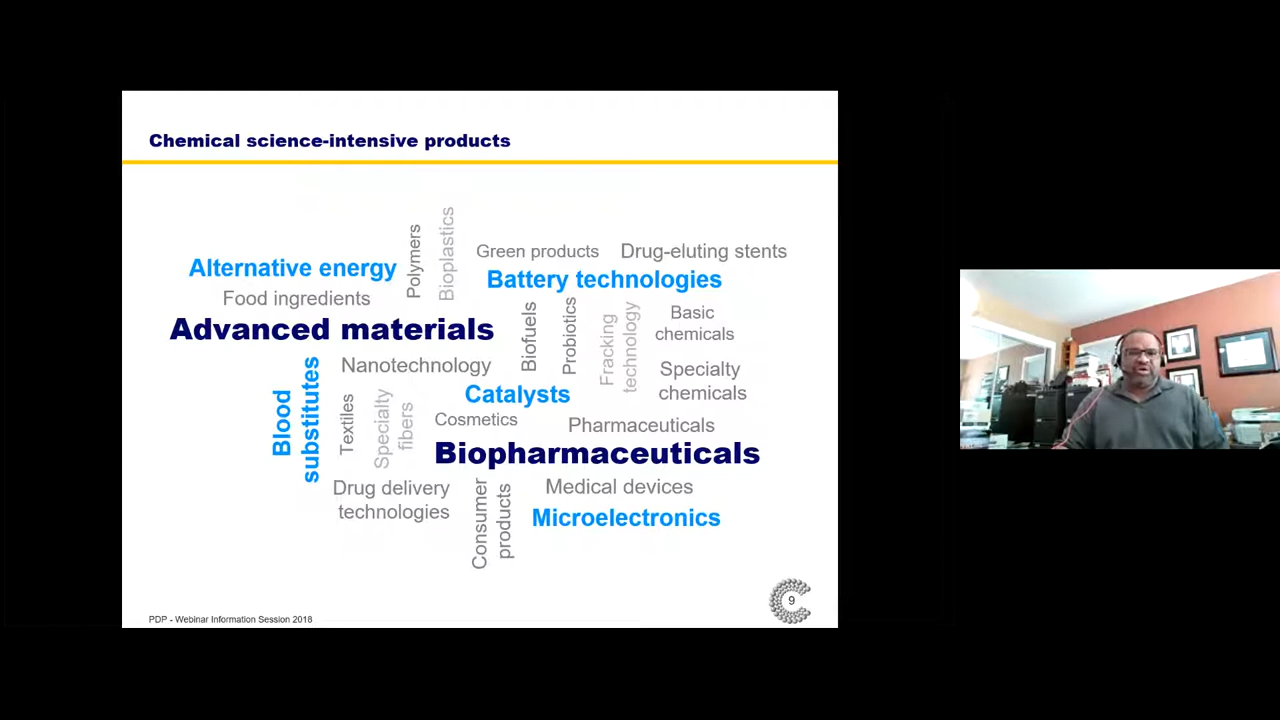 Chemical science-intensive products
Polymers
Bioplastics
Green products
Drug-eluting stents
Alternative energy
Battery technologies
Food ingredients
Advanced materials
Biofuels
Probiotics
Fracking
technology
Basic
chemicals
Nanotechnology
Specialty
chemicals
Blood
substitutes
Textiles
Specialty
fibers
Catalysts
Cosmetics
Pharmaceuticals
Biopharmaceuticals
Drug delivery
technologies
Consumer
products
Medical devices
Microelectronics
9
PDP - Webinar Information Session 2018